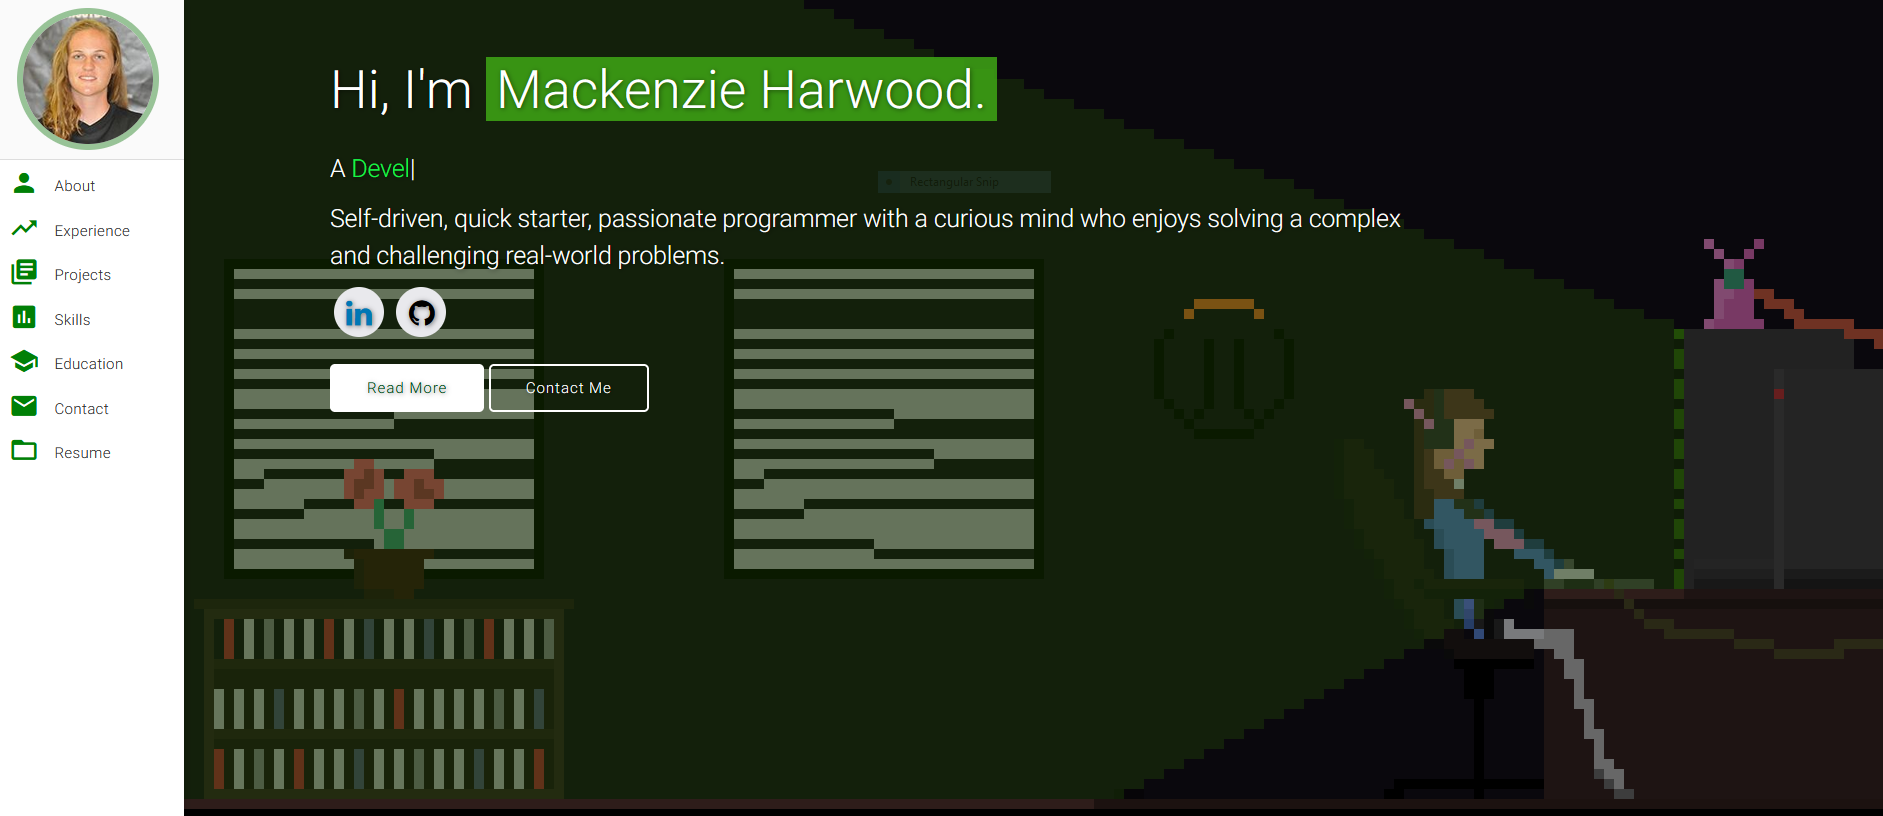 Hi, I'm Mackenzie Harwood.
A Devel|
Rectangular Snip
Self-driven, quick starter, passionate programmer with a curious mind who enjoys solving a complex
and challenging real-world problems.
in
Read More
Contact Me
About
Experience
Projects
Skills
Education
Contact
Resume